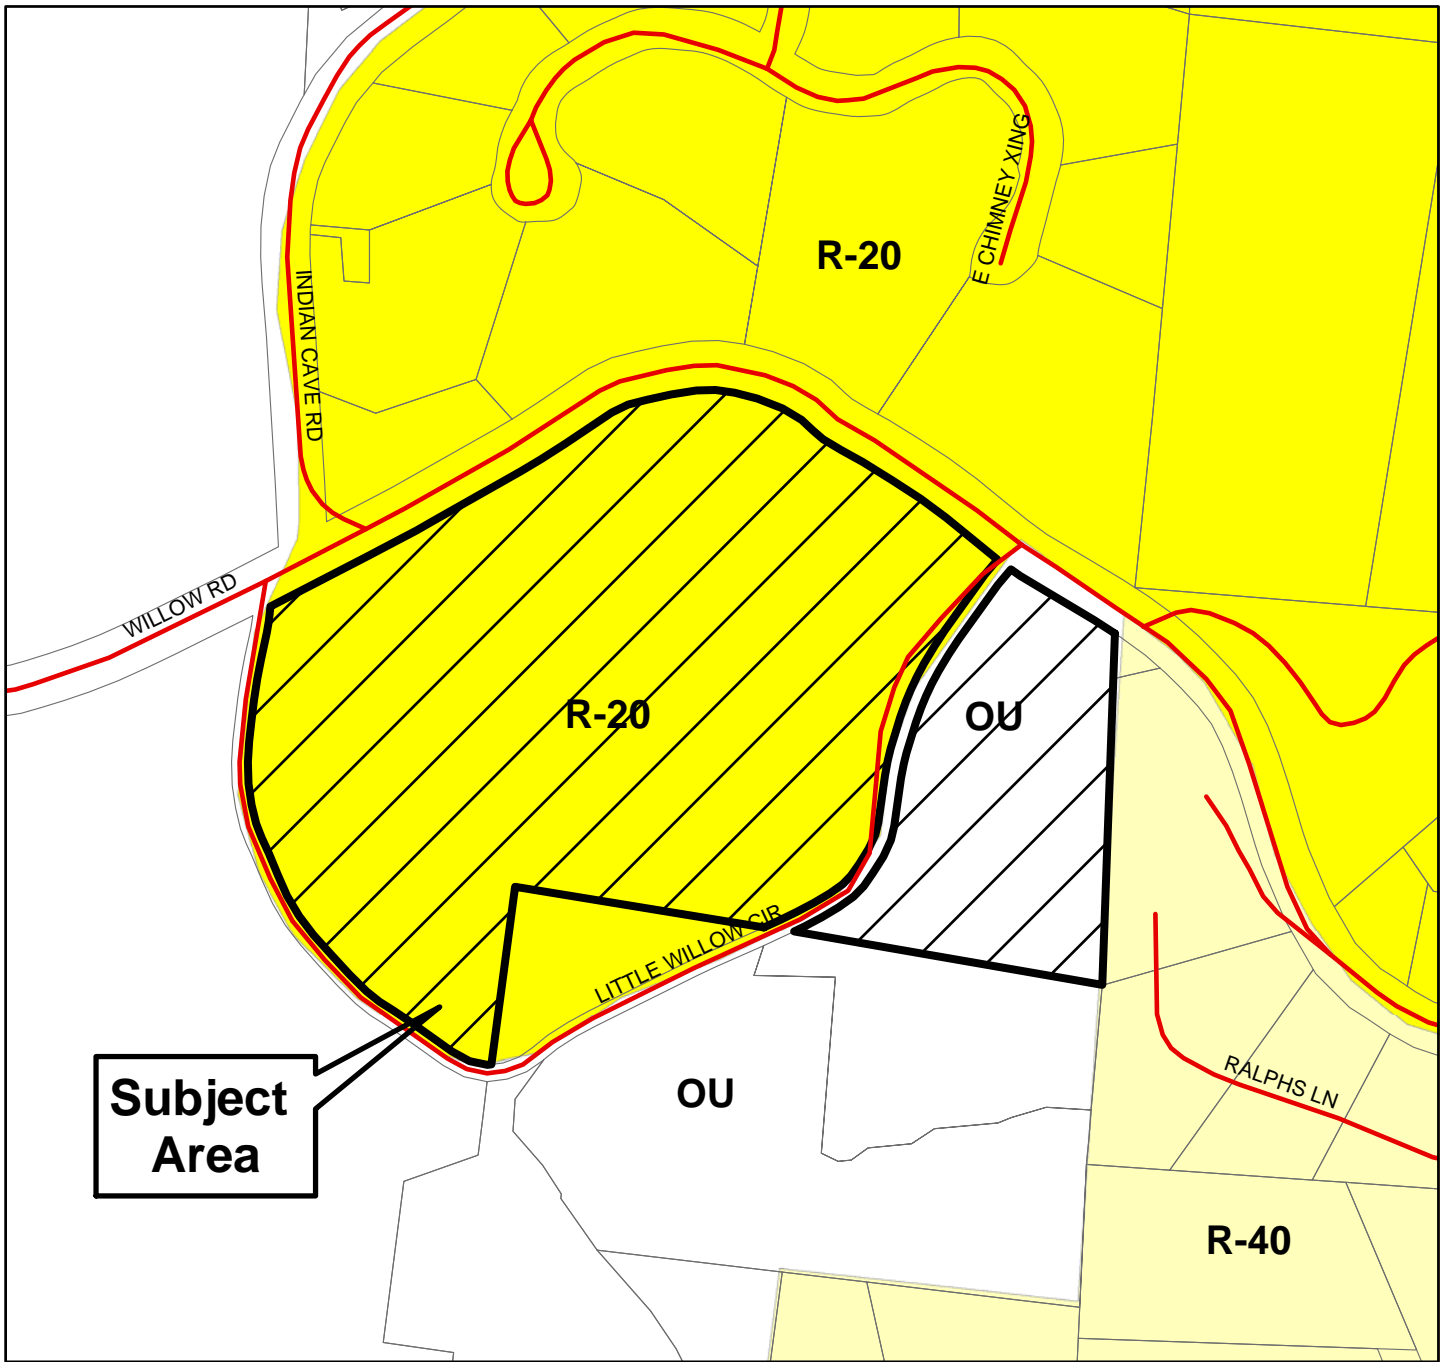 E CHIMNEY XING
R-20
INDIAN CAVE RD
WILLOW RD
R-20
OU
LITTLE WILLOW CIR
Subject
Area
OU
RALPHS LN
R-40